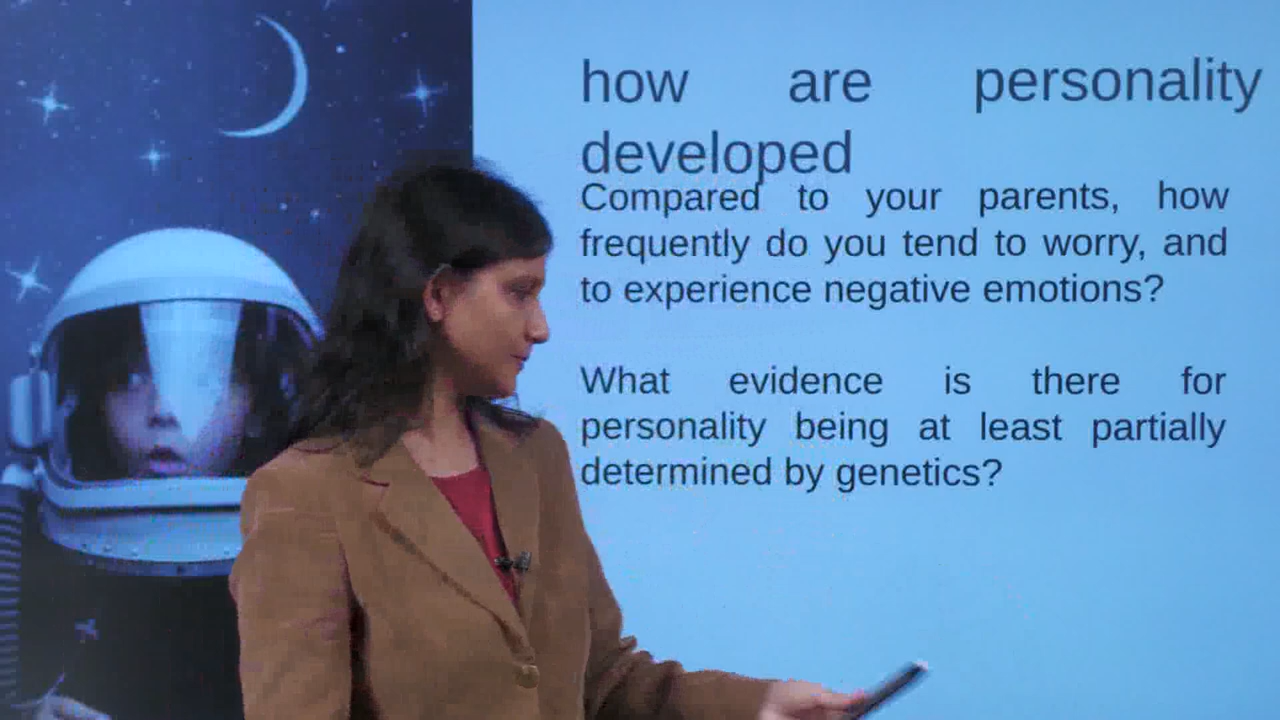 how are personality
developed
Compared to your parents, how
frequently do you tend to worry, and
to experience negative emotions?
What evidence is there for
personality being at least partially
determined by genetics?